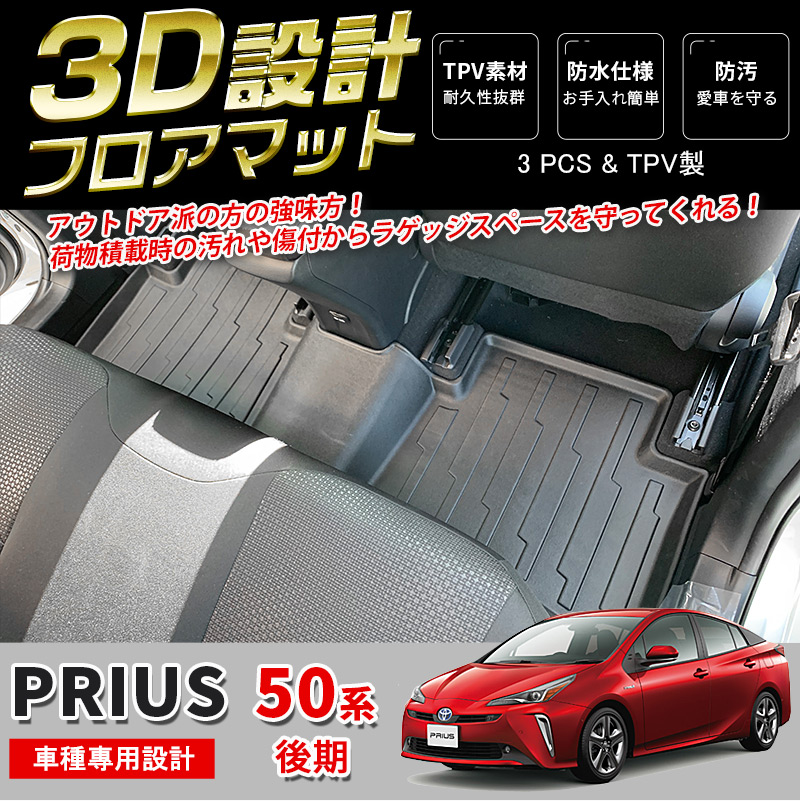 3D設計
フロアマット
TPV素材
耐久性抜群
防水仕様
お手入れ簡単
防汚
愛車を守る
3 PCS & TPV製
アウトドア派の方の強味方！
荷物積載時の汚れや傷付からラゲッジスペースを守ってくれる！
PRIUS 50系
後期
車種専用設計
PRIUS